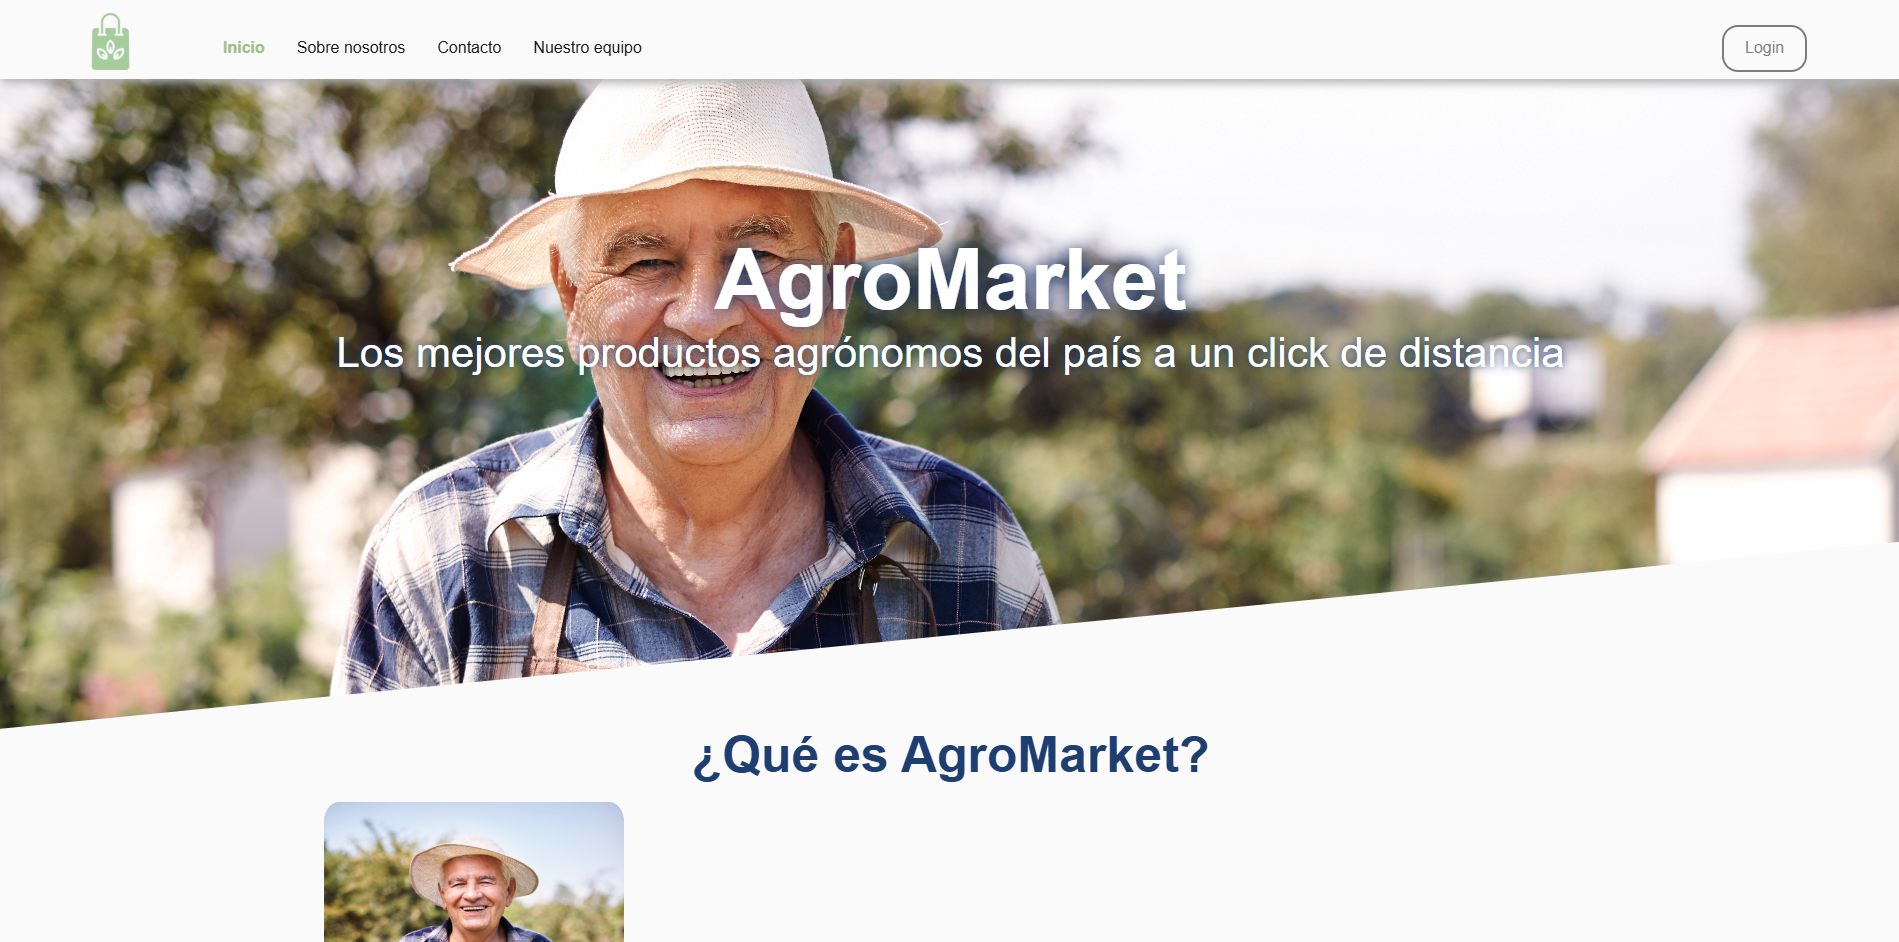 Inicio Sobre nosotros Contacto Nuestro equipo Login
AgroMarket
Los mejores productos agrónomos del país a un click de distancia
¿Qué es AgroMarket?